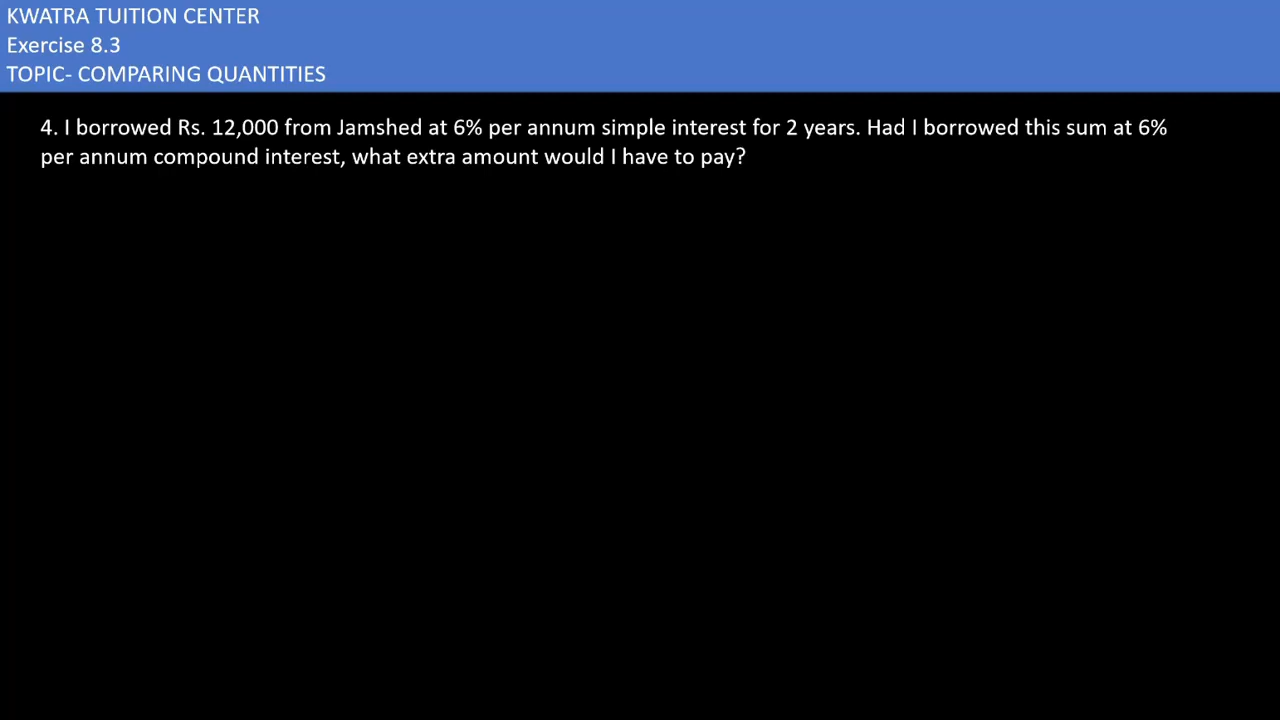 KWATRA TUITION CENTER
Exercise 8.3
TOPIC- COMPARING QUANTITIES
4. I borrowed Rs. 12,000 from Jamshed at 6% per annum simple interest for 2 years. Had I borrowed this sum at 6%
per annum compound interest, what extra amount would I have to pay?